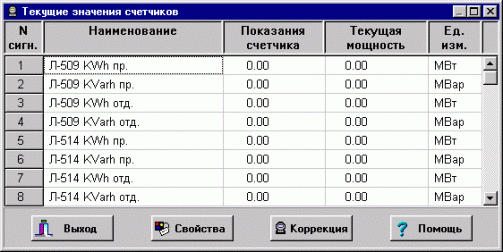 Текущие значения счетчиков
N сигн. Наименование Показания счетчика Текущая мощность Ед. изм.
1 Л-509 KWh пр. 0.00 0.00 МВт
2 Л-509 KVarh пр. 0.00 0.00 МВар
3 Л-509 KWh отд. 0.00 0.00 МВт
4 Л-509 KVarh отд. 0.00 0.00 МВар
5 Л-514 KWh пр. 0.00 0.00 МВт
6 Л-514 KVarh пр. 0.00 0.00 МВар
7 Л-514 KWh отд. 0.00 0.00 МВт
8 Л-514 KVarh отд. 0.00 0.00 МВар
Выход Свойства Коррекция Помощь